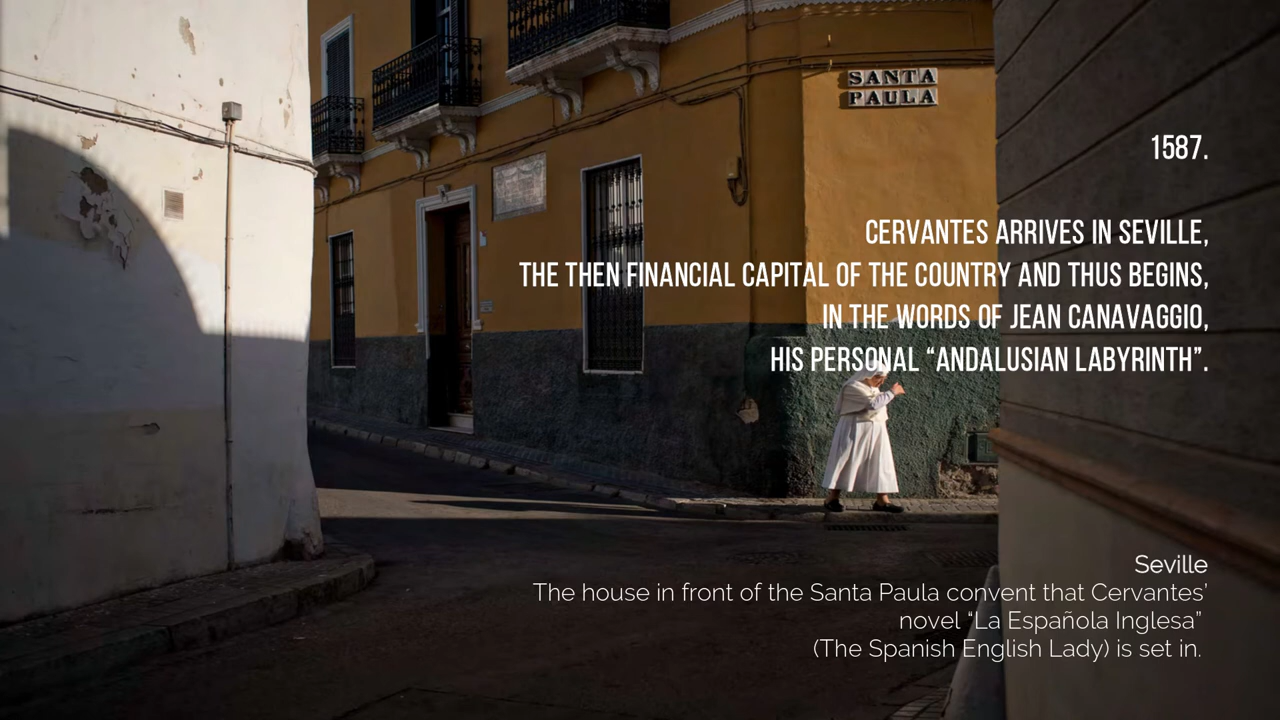 SANTA
PAULA
1587.
CERVANTES ARRIVES IN SEVILLE,
THE THEN FINANCIAL CAPITAL OF THE COUNTRY AND THUS BEGINS,
IN THE WORDS OF JEAN CANAVAGGIO,
HIS PERSONAL “ANDALUSIAN LABYRINTH”.
Seville
The house in front of the Santa Paula convent that Cervantes’
novel “La Española Inglesa”
(The Spanish English Lady) is set in.